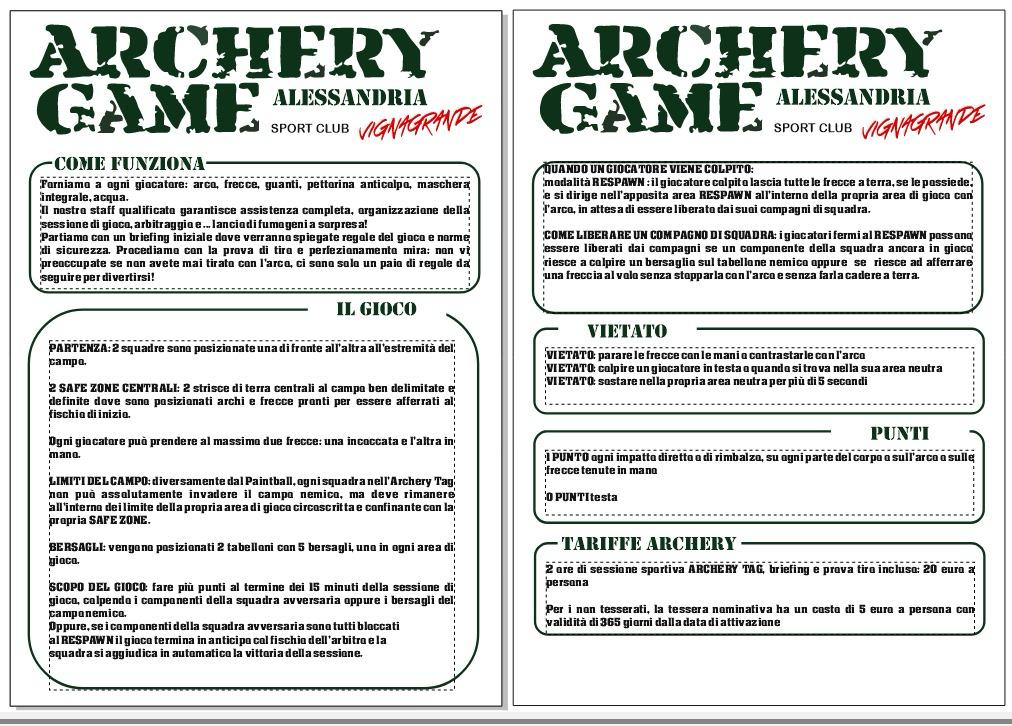 ARCHERY
GAME
ALESSANDRIA
SPORT CLUB VIGNAGRANDE
COME FUNZIONA
Forniamo a ogni giocatore: arco, frecce, guanti, pettorina anticolpo, maschera
integrale, acqua.
Il nostro staff qualificato garantisce assistenza completa, organizzazione della
sessione di gioco, arbitraggio e ... lancio di fumogeni a sorpresa!
Partiamo con un briefing iniziale dove verranno spiegate regole del gioco e norme
di sicurezza. Procediamo con la prova di tiro e perfezionamento mira: non vi
preoccupate se non avete mai tirato con l'arco, ci sono solo un paio di regole da
seguire per divertirsi!
IL GIOCO
PARTENZA: 2 squadre sono posizionate una di fronte all'altra all'estremità del
campo.
2 SAFE ZONE CENTRALI: 2 strisce di terra centrali al campo ben delimitate e
definite dove sono posizionati archi e frecce pronti per essere afferrati al
fischio di inizio.
Ogni giocatore può prendere al massimo due frecce: una incoccata e l'altra in
mano.
LIMITI DEL CAMPO: diversamente dal Paintball, ogni squadra nell'Archery Tag
non può assolutamente invadere il campo nemico, ma deve rimanere
all'interno dei limite della propria area di gioco circoscritta e confinante con la
propria SAFE ZONE.
BERSAGLI: vengono posizionati 2 tabelloni con 5 bersagli, uno in ogni area di
gioco.
SCOPO DEL GIOCO: fare più punti al termine dei 15 minuti della sessione di
gioco, colpendo i componenti della squadra avversaria oppure i bersagli del
campo nemico.
Oppure, se i componenti della squadra avversaria sono tutti bloccati
al RESPAWN il gioco termina in anticipo col fischio dell'arbitro e la
squadra si aggiudica in automatico la vittoria della sessione.
ARCHERY
GAME
ALESSANDRIA
SPORT CLUB VIGNAGRANDE
QUANDO UN GIOCATORE VIENE COLPITO:
modalità RESPAWN : il giocatore colpito lascia tutte le frecce a terra, se le possiede,
e si dirige nell'apposita area RESPAWN all'interno della propria area di gioco con
l'arco, in attesa di essere liberato dai suoi compagni di squadra.
COME LIBERARE UN COMPAGNO DI SQUADRA: i giocatori fermi al RESPAWN possono
essere liberati dai compagni se un componente della squadra ancora in gioco
riesce a colpire un bersaglio sul tabellone nemico oppure se riesce ad afferrare
una freccia al volo senza stopparla con l'arco e senza farla cadere a terra.
VIETATO
VIETATO: parare le frecce con le mani o contrastarle con l'arco
VIETATO: colpire un giocatore in testa o quando si trova nella sua area neutra
VIETATO: sostare nella propria area neutra per più di 5 secondi
PUNTI
1 PUNTO ogni impatto diretto o di rimbalzo, su ogni parte del corpo o sull'arco o sulle
frecce tenute in mano
0 PUNTI testa
TARIFFE ARCHERY
2 ore di sessione sportiva ARCHERY TAG, briefing e prova tiro incluso: 20 euro a
persona
Per i non tesserati, la tessera nominativa ha un costo di 5 euro a persona con
validità di 365 giorni dalla data di attivazione